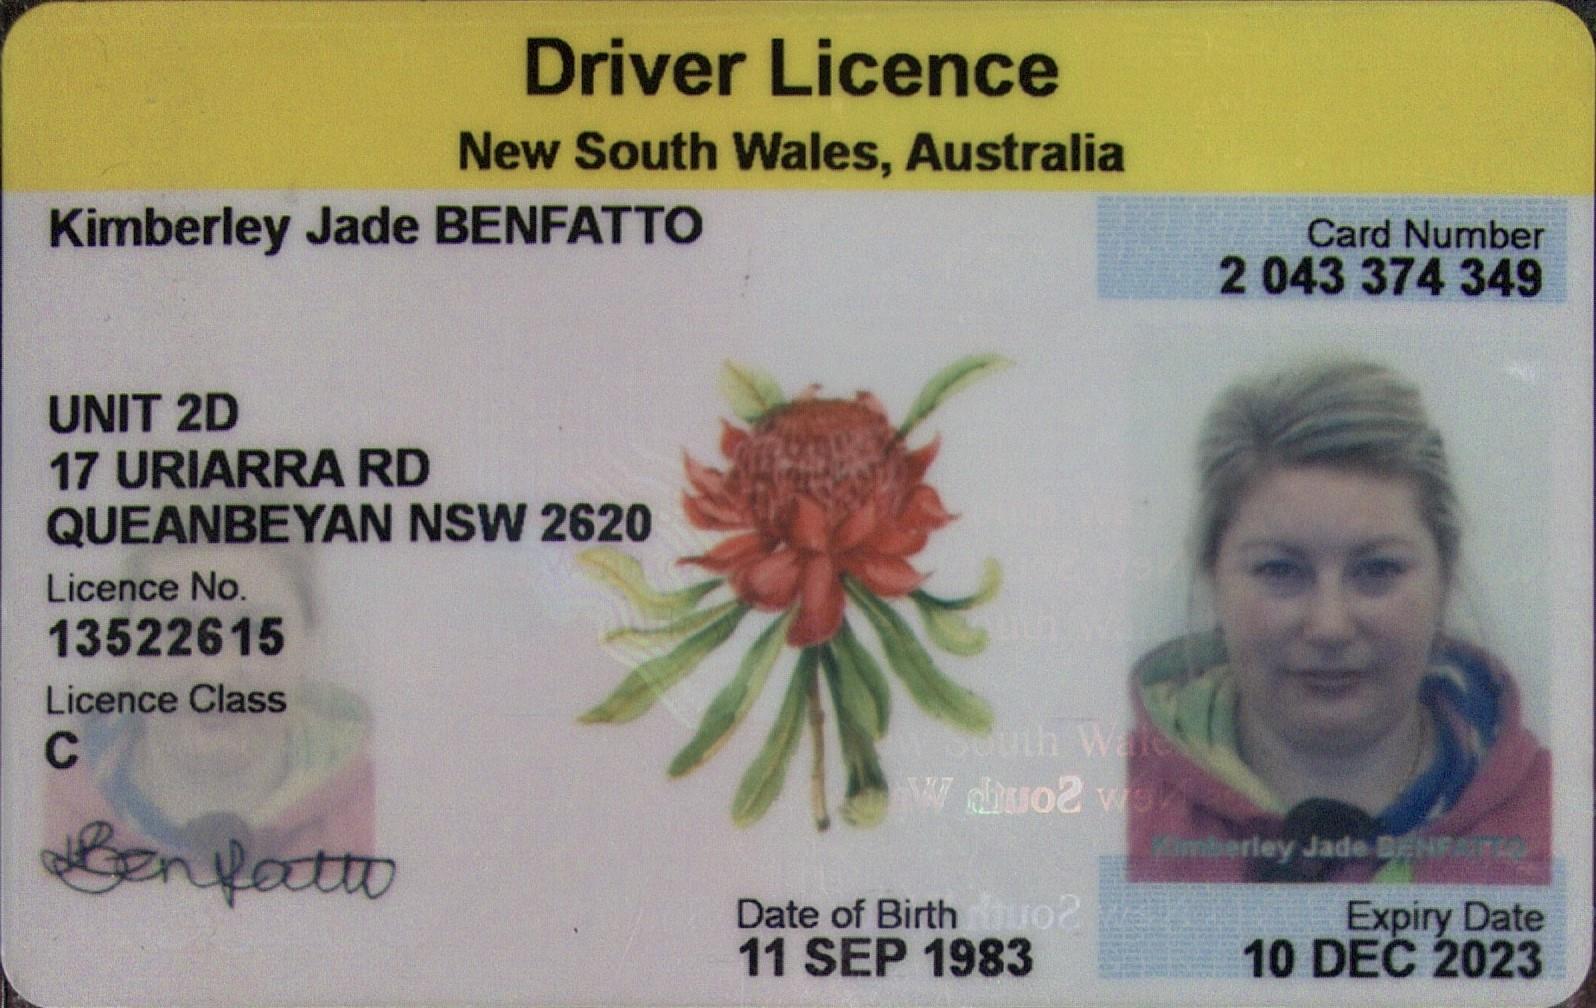 Driver Licence
New South Wales, Australia
Kimberley Jade BENFATTO
Card Number
2 043 374 349
UNIT 2D
17 URIARRA RD
QUEANBEYAN NSW 2620
Licence No.
13522615
Licence Class
C
Benfatto
Kimberley Jade BENFATTO
Date of Birth
11 SEP 1983
Expiry Date
10 DEC 2023
South Wale
New South W
New South